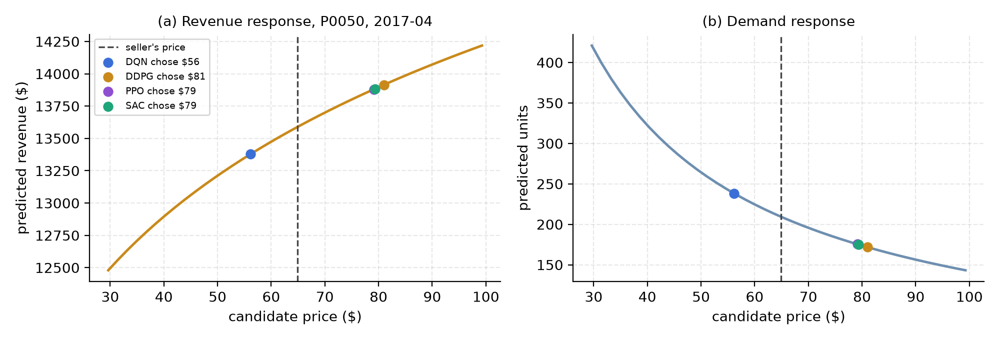 (a) Revenue response, P0050, 2017-04
predicted revenue ($)
14250
14000
13750
13500
13250
13000
12750
12500
seller's price
DQN chose $56
DDPG chose $81
PPO chose $79
SAC chose $79
30 40 50 60 70 80 90 100
candidate price ($)
(b) Demand response
predicted units
400
350
300
250
200
150
30 40 50 60 70 80 90 100
candidate price ($)